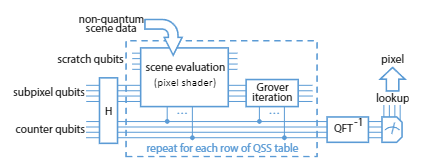 non-quantum
scene data
scratch qubits
scene evaluation
(pixel shader)
pixel
subpixel qubits
Grover
iteration
lookup
H
...
...
counter qubits
QFT⁻¹
repeat for each row of QSS table